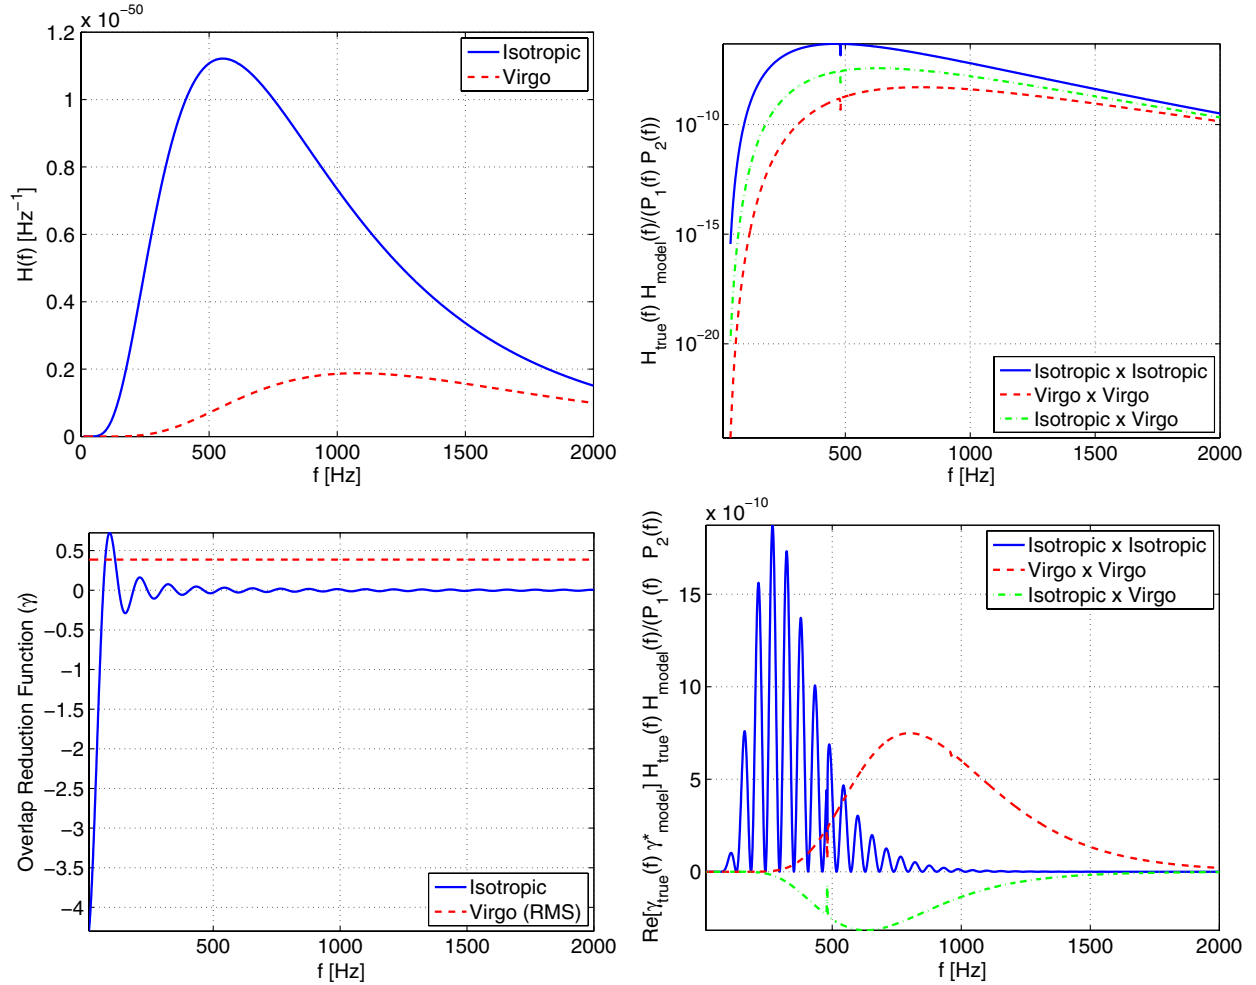 x 10^-50
1.2
1
0.8
0.6
0.4
0.2
0
H(f) [Hz^-1]
0 500 1000 1500 2000
f [Hz]
Isotropic
Virgo
10^-10
10^-15
10^-20
H_true(f) H_model(f)/(P_1(f) P_2(f))
500 1000 1500 2000
f [Hz]
Isotropic x Isotropic
Virgo x Virgo
Isotropic x Virgo
0.5
0
−0.5
−1
−1.5
−2
−2.5
−3
−3.5
−4
Overlap Reduction Function (γ)
500 1000 1500 2000
f [Hz]
Isotropic
Virgo (RMS)
x 10^-10
15
10
5
0
Re[γ_true(f) γ*_model] H_true(f) H_model(f)/(P_1(f) P_2(f))
500 1000 1500 2000
f [Hz]
Isotropic x Isotropic
Virgo x Virgo
Isotropic x Virgo